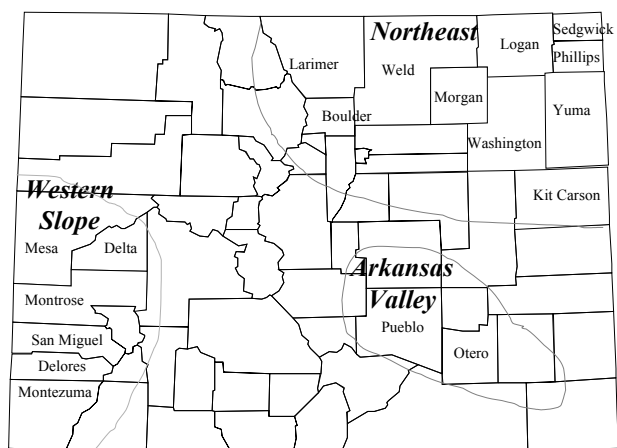 Northeast
Sedgwick
Logan
Phillips
Larimer
Weld
Morgan
Yuma
Boulder
Washington
Western
Slope
Kit Carson
Mesa
Delta
Arkansas
Valley
Montrose
Pueblo
San Miguel
Otero
Delores
Montezuma